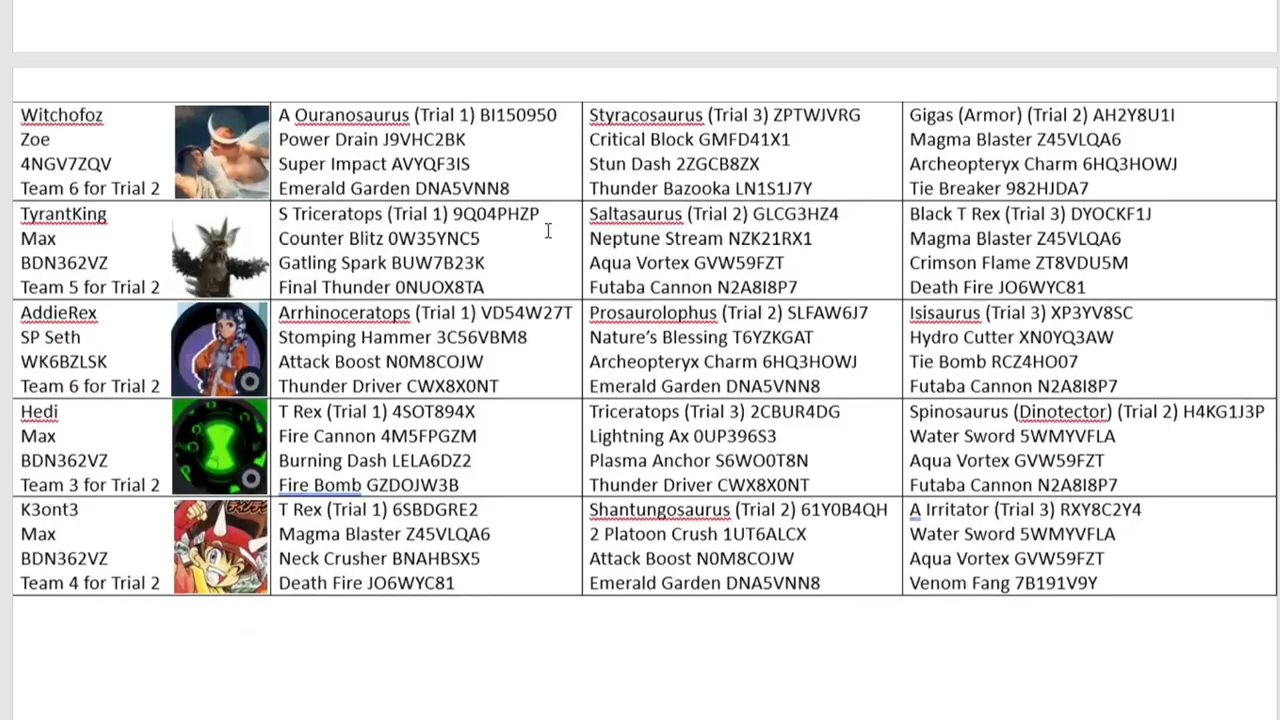 Witchofoz
Zoe
4NGV7ZQV
Team 6 for Trial 2
A Ouranosaurus (Trial 1) BI150950
Power Drain J9VHC2BK
Super Impact AVYQF3IS
Emerald Garden DNA5VNN8
Styracosaurus (Trial 3) ZPTWJVRG
Critical Block GMFD41X1
Stun Dash 2ZGCB8ZX
Thunder Bazooka LN1S1J7Y
Gigas (Armor) (Trial 2) AH2Y8U1I
Magma Blaster Z45VLQA6
Archeopteryx Charm 6HQ3HOWJ
Tie Breaker 982HJDA7
TyrantKing
Max
BDN362VZ
Team 5 for Trial 2
S Triceratops (Trial 1) 9Q04PHZP
Counter Blitz 0W35YNC5
Gatling Spark BUW7B23K
Final Thunder 0NUOX8TA
Saltasaurus (Trial 2) GLCG3HZ4
Neptune Stream NZK21RX1
Aqua Vortex GVW59FZT
Futaba Cannon N2A8I8P7
Black T Rex (Trial 3) DYOCKF1J
Magma Blaster Z45VLQA6
Crimson Flame ZT8VDU5M
Death Fire JO6WYC81
AddieRex
SP Seth
WK6BZLSK
Team 6 for Trial 2
Arrhinoceratops (Trial 1) VD54W27T
Stomping Hammer 3C56VBM8
Attack Boost N0M8COJW
Thunder Driver CWX8X0NT
Prosaurolophus (Trial 2) SLFAW6J7
Nature’s Blessing T6YZKGAT
Archeopteryx Charm 6HQ3HOWJ
Emerald Garden DNA5VNN8
Isisaurus (Trial 3) XP3YV8SC
Hydro Cutter XN0YQ3AW
Tie Bomb RCZ4HO07
Futaba Cannon N2A8I8P7
Hedi
Max
BDN362VZ
Team 3 for Trial 2
T Rex (Trial 1) 4SOT894X
Fire Cannon 4M5FPGZM
Burning Dash LELA6DZ2
Fire Bomb GZDOJW3B
Triceratops (Trial 3) 2CBUR4DG
Lightning Ax 0UP396S3
Plasma Anchor S6WO0T8N
Thunder Driver CWX8X0NT
Spinosaurus (Dinotector) (Trial 2) H4KG1J3P
Water Sword 5WMYVFLA
Aqua Vortex GVW59FZT
Futaba Cannon N2A8I8P7
K3ont3
Max
BDN362VZ
Team 4 for Trial 2
T Rex (Trial 1) 6SBDGRE2
Magma Blaster Z45VLQA6
Neck Crusher BNAHBSX5
Death Fire JO6WYC81
Shantungosaurus (Trial 2) 61Y0B4QH
2 Platoon Crush 1UT6ALCX
Attack Boost N0M8COJW
Emerald Garden DNA5VNN8
A Irritator (Trial 3) RXY8C2Y4
Water Sword 5WMYVFLA
Aqua Vortex GVW59FZT
Venom Fang 7B191V9Y